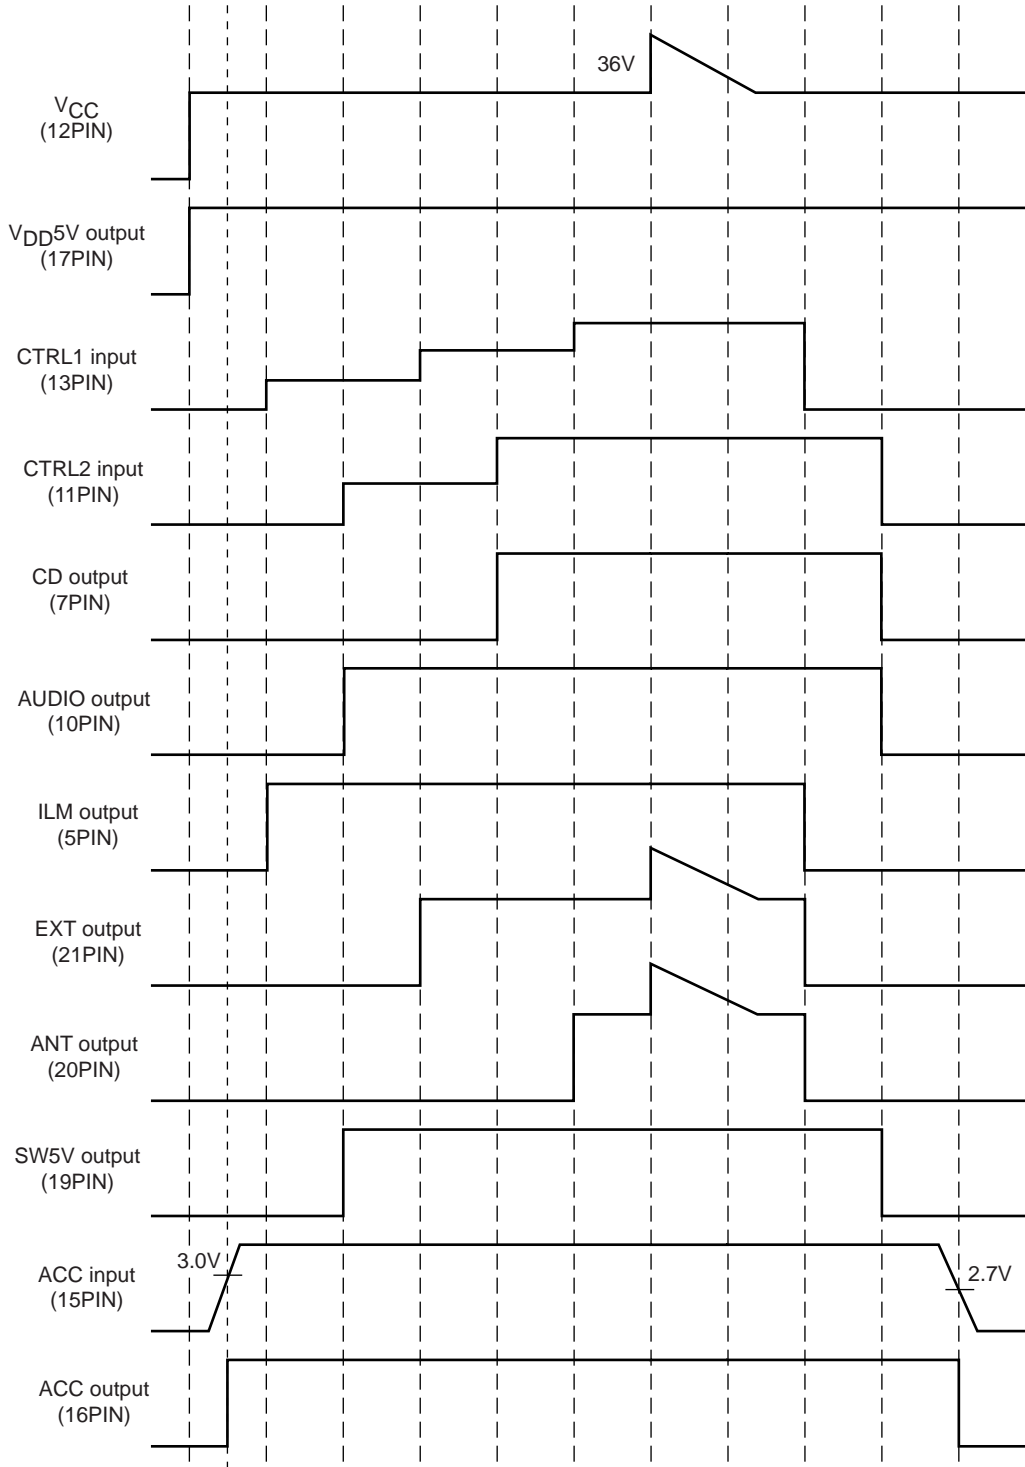 36V
VCC
(12PIN)
VDD5V output
(17PIN)
CTRL1 input
(13PIN)
CTRL2 input
(11PIN)
CD output
(7PIN)
AUDIO output
(10PIN)
ILM output
(5PIN)
EXT output
(21PIN)
ANT output
(20PIN)
SW5V output
(19PIN)
3.0V
ACC input
(15PIN)
2.7V
ACC output
(16PIN)